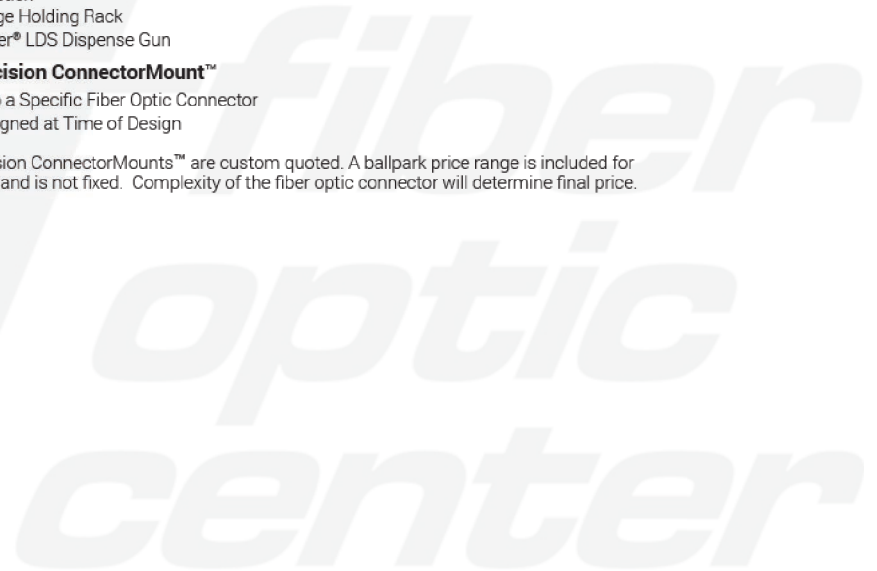 ge Holding Rack
er® LDS Dispense Gun
cision ConnectorMount™
a Specific Fiber Optic Connector
gned at Time of Design
sion ConnectorMounts™ are custom quoted. A ballpark price range is included for
and is not fixed. Complexity of the fiber optic connector will determine final price.
fiber
optic
center